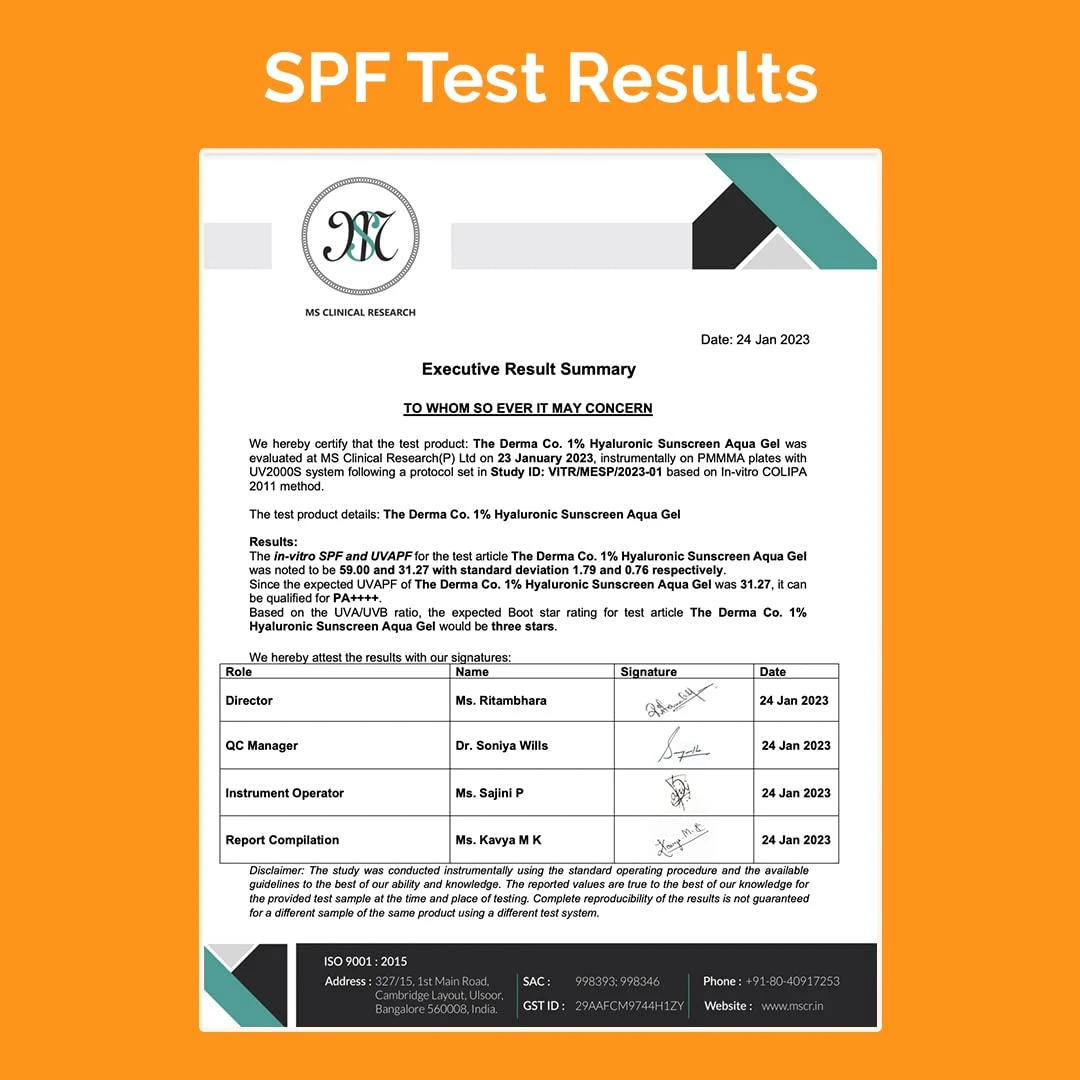 SPF Test Results
MS
MS CLINICAL RESEARCH
Date: 24 Jan 2023
Executive Result Summary
TO WHOM SO EVER IT MAY CONCERN
We hereby certify that the test product: The Derma Co. 1% Hyaluronic Sunscreen Aqua Gel was
evaluated at MS Clinical Research(P) Ltd on 23 January 2023, instrumentally on PMMMA plates with
UV2000S system following a protocol set in Study ID: VITR/MESP/2023-01 based on In-vitro COLIPA
2011 method.
The test product details: The Derma Co. 1% Hyaluronic Sunscreen Aqua Gel
Results:
The in-vitro SPF and UVAPF for the test article The Derma Co. 1% Hyaluronic Sunscreen Aqua Gel
was noted to be 59.00 and 31.27 with standard deviation 1.79 and 0.76 respectively.
Since the expected UVAPF of The Derma Co. 1% Hyaluronic Sunscreen Aqua Gel was 31.27, it can
be qualified for PA++++.
Based on the UVA/UVB ratio, the expected Boot star rating for test article The Derma Co. 1%
Hyaluronic Sunscreen Aqua Gel would be three stars.
We hereby attest the results with our signatures:
Role Name Signature Date
Director Ms. Ritambhara 24 Jan 2023
QC Manager Dr. Soniya Wills 24 Jan 2023
Instrument Operator Ms. Sajini P 24 Jan 2023
Report Compilation Ms. Kavya M K Kavya M. K 24 Jan 2023
Disclaimer: The study was conducted instrumentally using the standard operating procedure and the available
guidelines to the best of our ability and knowledge. The reported values are true to the best of our knowledge for
the provided test sample at the time and place of testing. Complete reproducibility of the results is not guaranteed
for a different sample of the same product using a different test system.
ISO 9001 : 2015
Address : 327/15, 1st Main Road,
Cambridge Layout, Ulsoor,
Bangalore 560008, India.
SAC : 998393; 998346
GST ID : 29AAFCM9744H1ZY
Phone : +91-80-40917253
Website : www.mscr.in